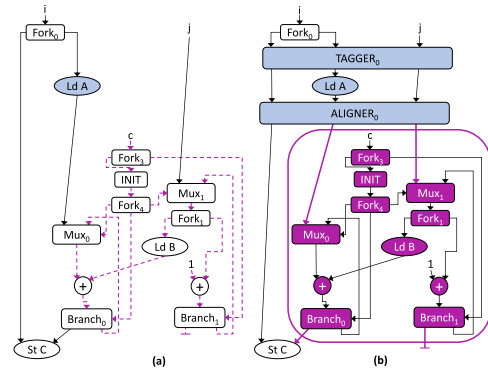 i
Fork0
j
Ld A
c
Fork3
INIT
Fork4
Mux1
Fork1
Mux0
Ld B
1
+
+
Branch0
Branch1
St C
(a)
i
Fork0
j
TAGGER0
Ld A
ALIGNER0
c
Fork3
INIT
Fork4
Mux1
Fork1
Mux0
Ld B
1
+
+
Branch0
Branch1
St C
(b)